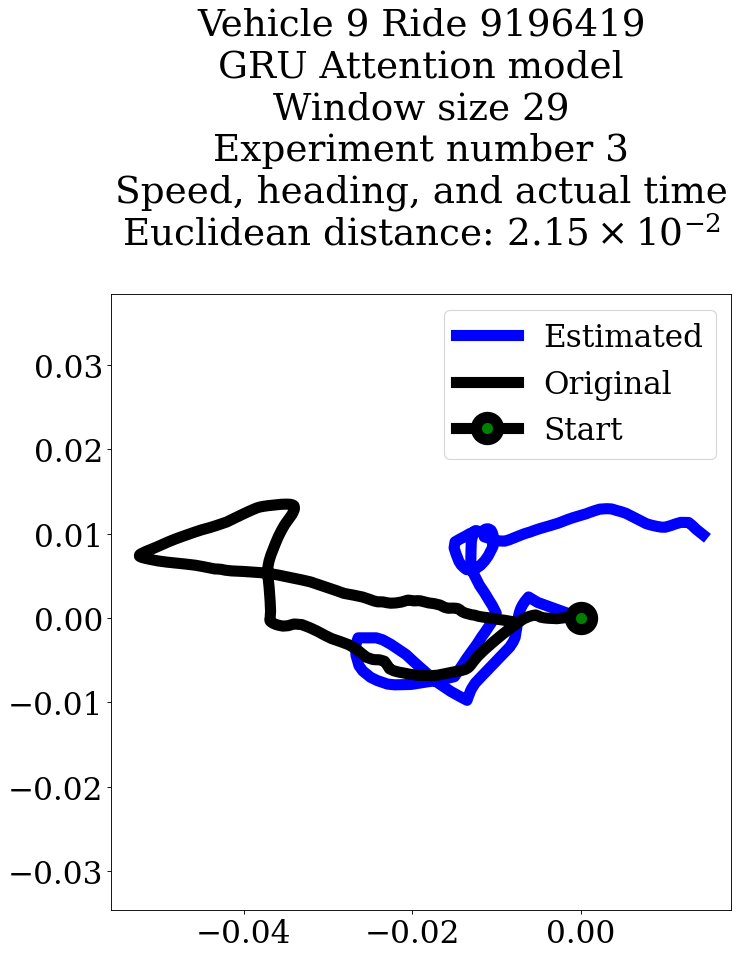 Vehicle 9 Ride 9196419
GRU Attention model
Window size 29
Experiment number 3
Speed, heading, and actual time
Euclidean distance: 2.15 × 10⁻²
Estimated
Original
Start
0.03
0.02
0.01
0.00
−0.01
−0.02
−0.03
−0.04
−0.02
0.00